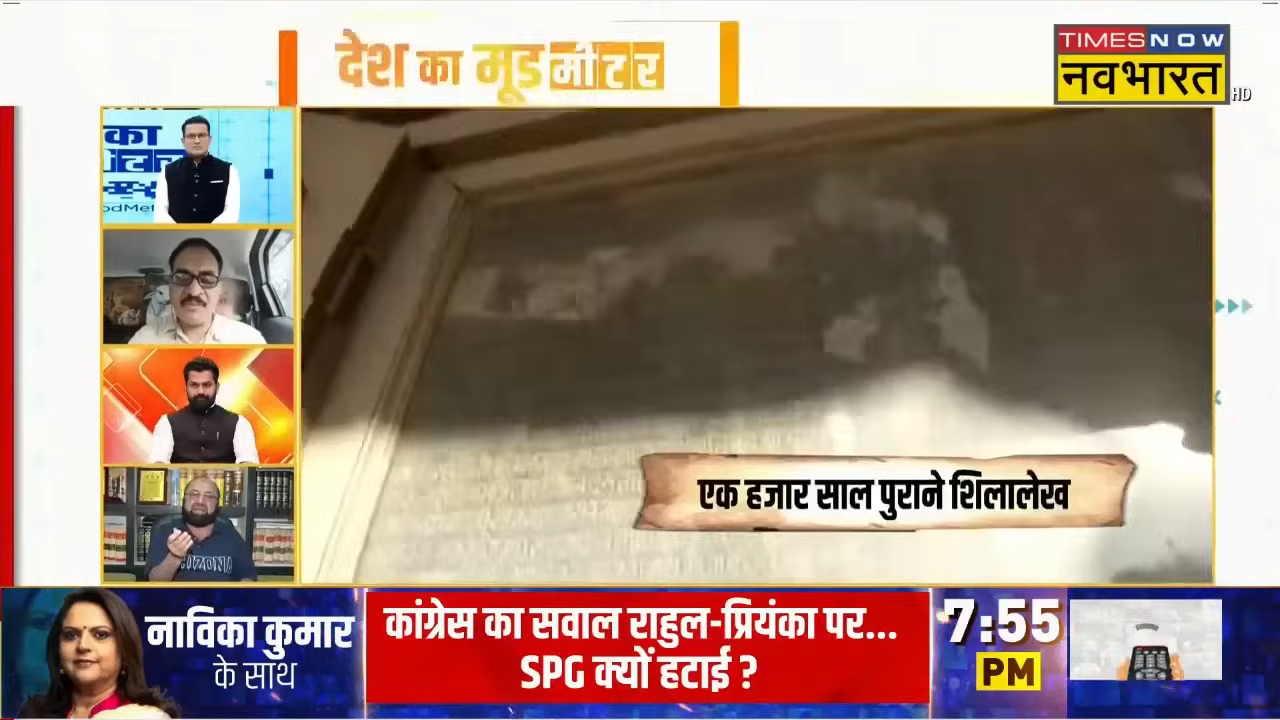 देश का मूड मीटर
TIMES NOW
नवभारत
HD
का
एक हजार साल पुराने शिलालेख
नाविका कुमार
के साथ
कांग्रेस का सवाल राहुल-प्रियंका पर...
SPG क्यों हटाई ?
7:55
PM